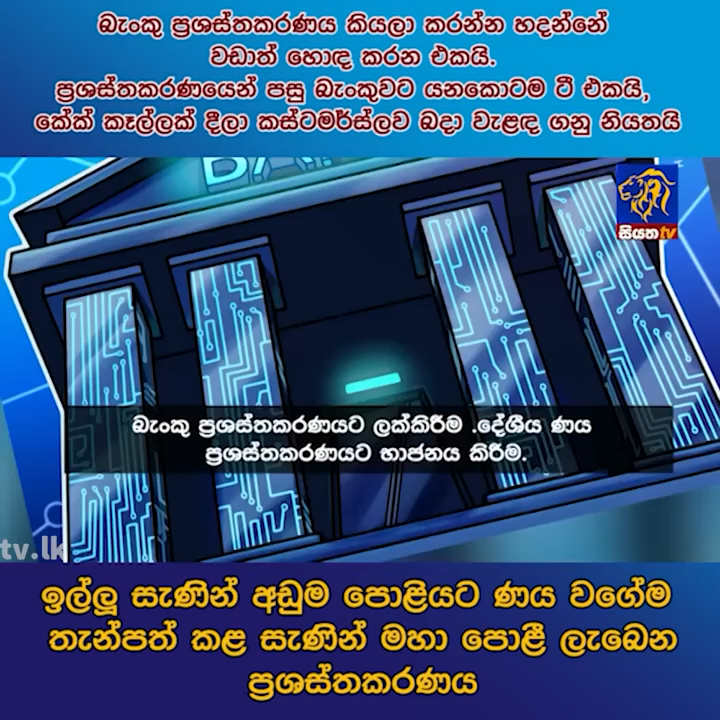 බැංකු ප්‍රශස්තකරණය කියලා කරන්න හදන්නේ
වඩාත් හොඳ කරන එකයි.
ප්‍රශස්තකරණයෙන් පසු බැංකුවට යනකොටම ටී එකයි,
කේක් කෑල්ලක් දීලා කස්ටමර්ස්ලව බදා වැළඳ ගනු නියතයි
සියත tv
බැංකු ප්‍රශස්තකරණයට ලක්කිරීම .දේශීය ණය
ප්‍රශස්තකරණයට භාජනය කිරීම.
tv.lk
ඉල්ලූ සැණින් අඩුම පොළියට ණය වගේම
තැන්පත් කළ සැණින් මහා පොළී ලැබෙන
ප්‍රශස්තකරණය